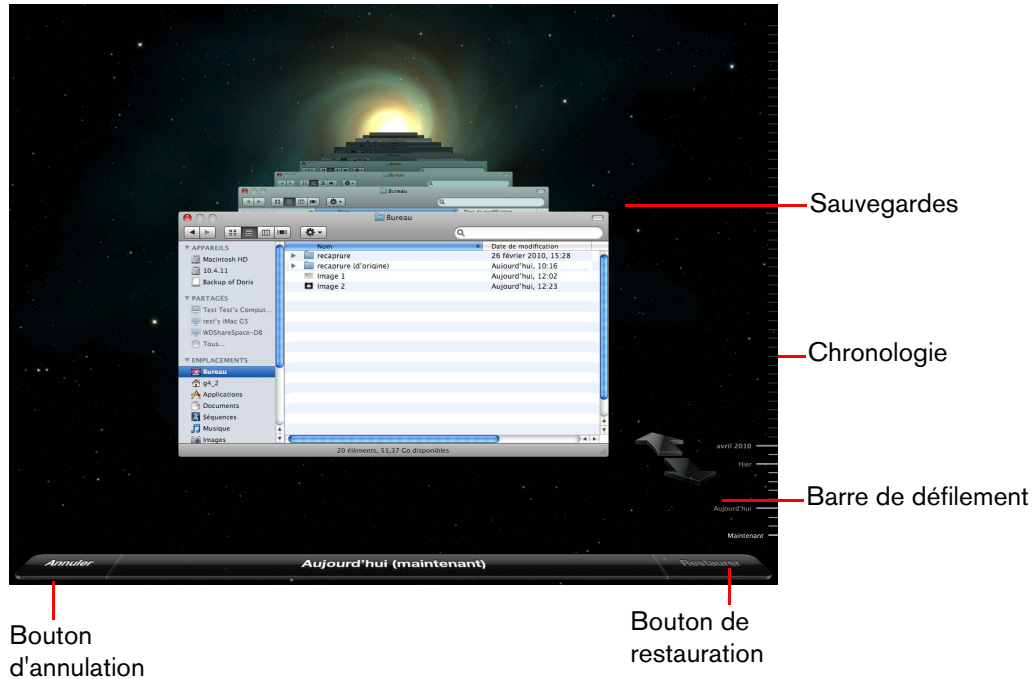 Bureau
Bureau
Bureau
Nom
Date de modification
APPAREILS
Macintosh HD
10.4.11
Backup of Doris
PARTAGÉS
Test Test's Comput...
test's iMac G5
WDShareSpace-DB
Tous...
EMPLACEMENTS
Bureau
g4_2
Applications
Documents
Séquences
Musique
Images
recaprure
26 février 2010, 15:28
recaprure (d'origine)
Aujourd'hui, 10:16
Image 1
Aujourd'hui, 12:02
Image 2
Aujourd'hui, 12:23
20 éléments, 51,37 Go disponibles
avril 2010
Hier
Aujourd'hui
Maintenant
Annuler
Aujourd'hui (maintenant)
Restaurer
Sauvegardes
Chronologie
Barre de défilement
Bouton
d'annulation
Bouton de
restauration